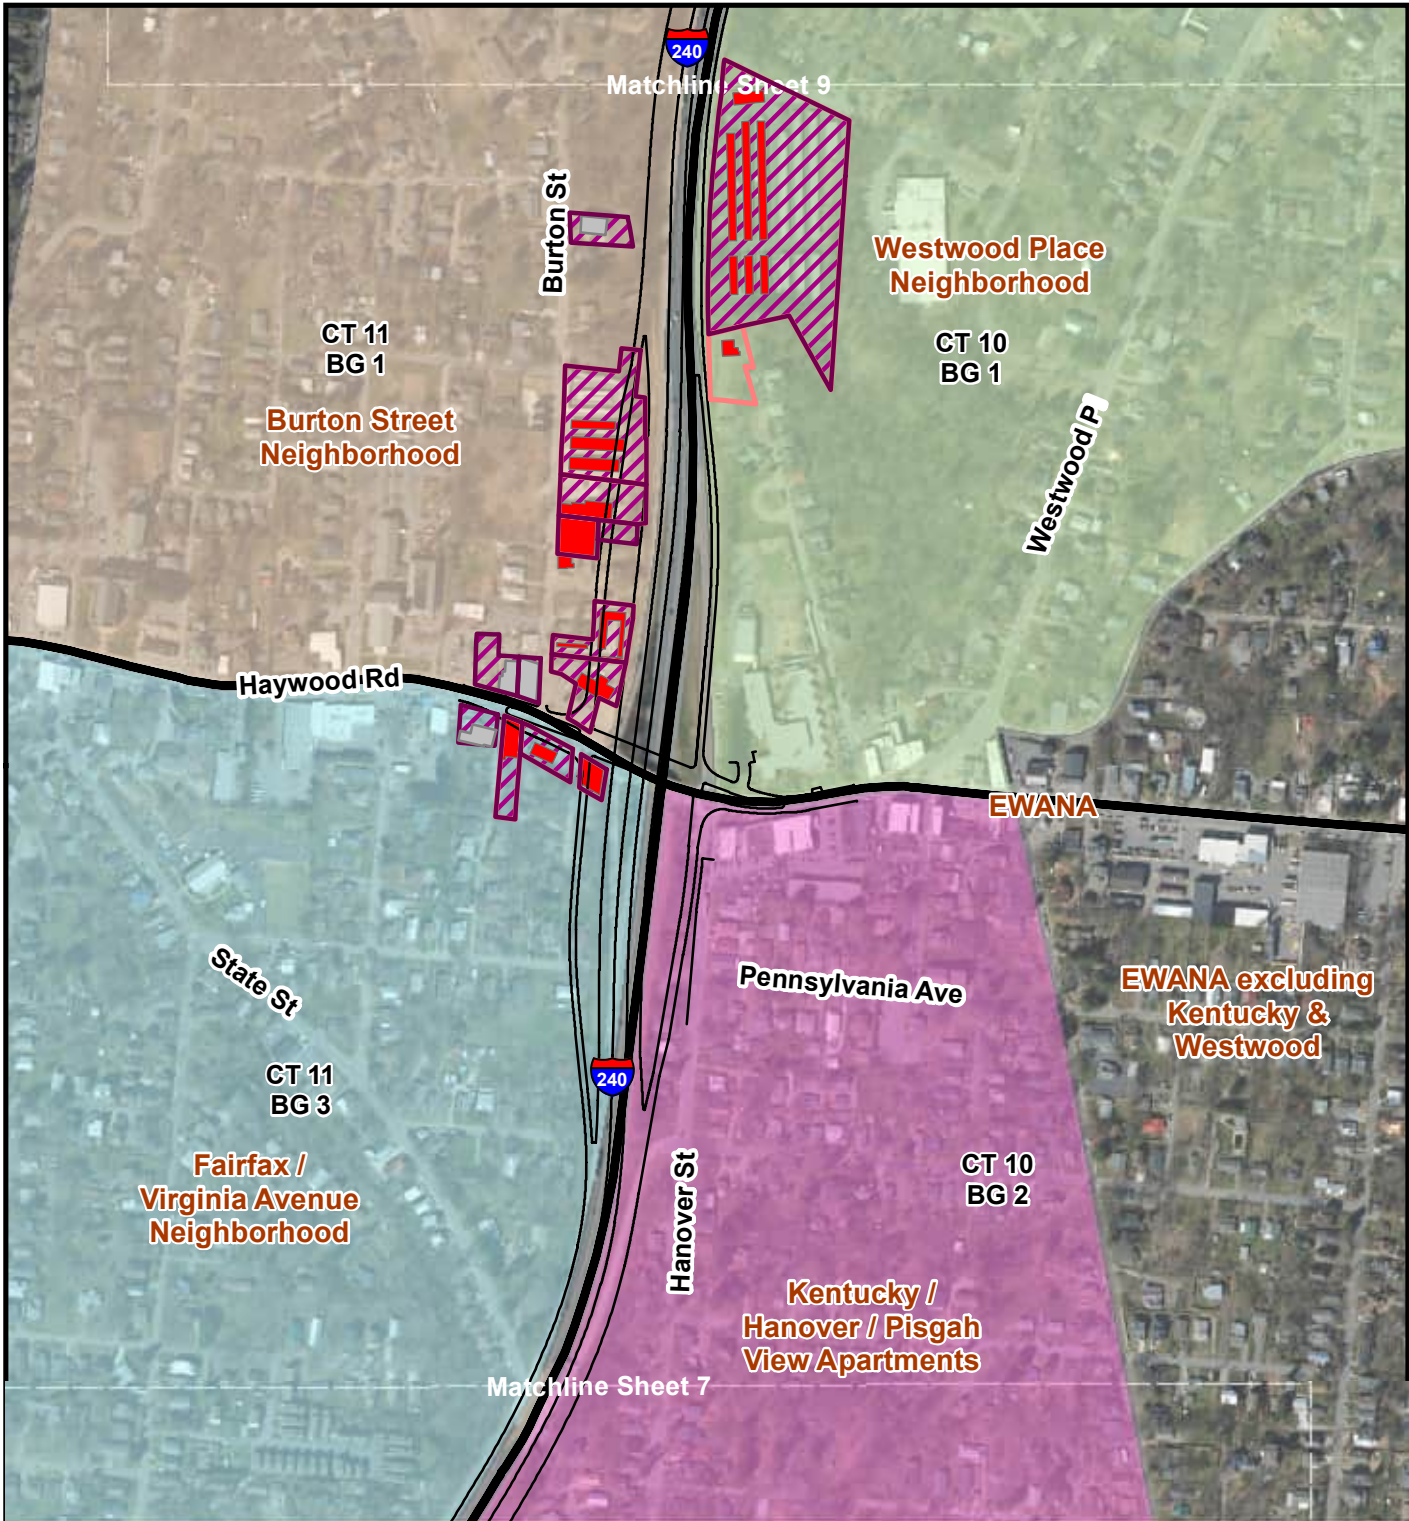 240
Matchline Sheet 9
Burton St
Westwood Place
Neighborhood
CT 11
BG 1
CT 10
BG 1
Burton Street
Neighborhood
Westwood P
Haywood Rd
EWANA
State St
Pennsylvania Ave
EWANA excluding
Kentucky &
Westwood
240
CT 11
BG 3
Fairfax /
Virginia Avenue
Neighborhood
Hanover St
CT 10
BG 2
Kentucky /
Hanover / Pisgah
View Apartments
Matchline Sheet 7